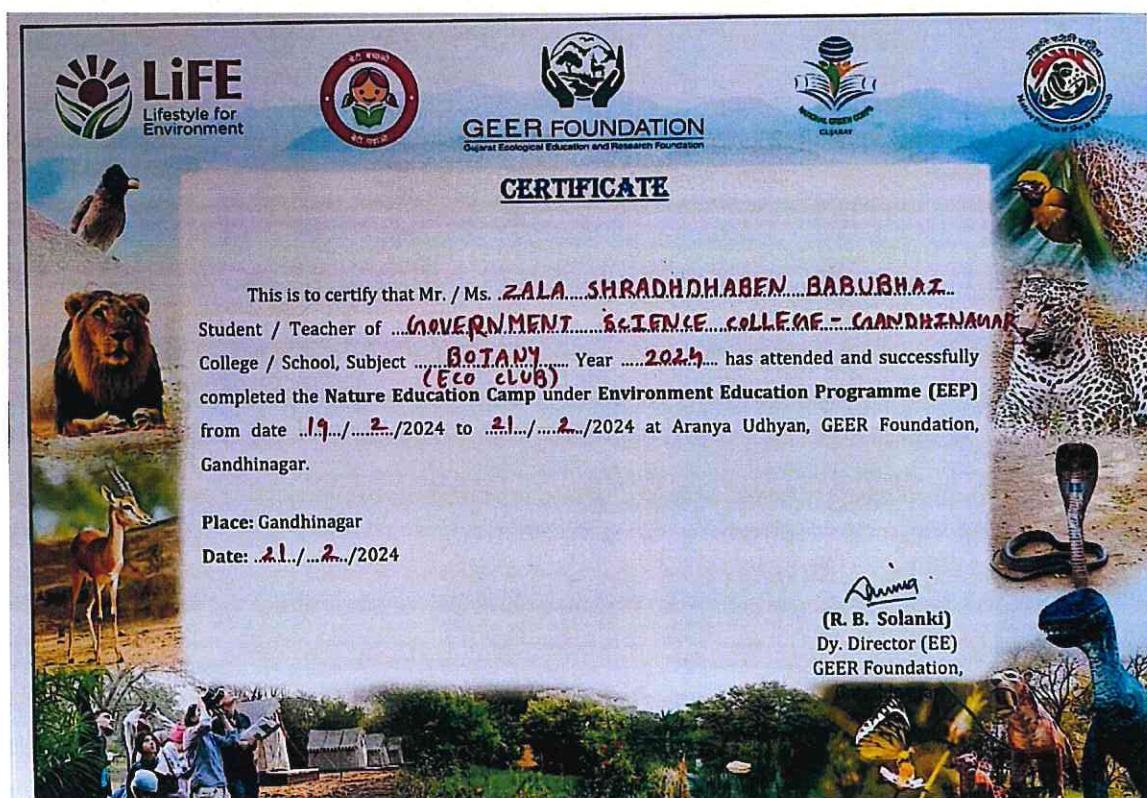 LiFE
Lifestyle for
Environment
GEER FOUNDATION
Gujarat Ecological Education and Research Foundation
NATIONAL GREEN CORPS
GUJARAT
CERTIFICATE
This is to certify that Mr. / Ms. ZALA SHRADHDHABEN BABUBHAI
Student / Teacher of GOVERNMENT SCIENCE COLLEGE - GANDHINAGAR
College / School, Subject BOTANY Year 2024 has attended and successfully
(ECO CLUB)
completed the Nature Education Camp under Environment Education Programme (EEP)
from date 19/2/2024 to 21/2/2024 at Aranya Udhyan, GEER Foundation,
Gandhinagar.
Place: Gandhinagar
Date: 21/2/2024
(R. B. Solanki)
Dy. Director (EE)
GEER Foundation,